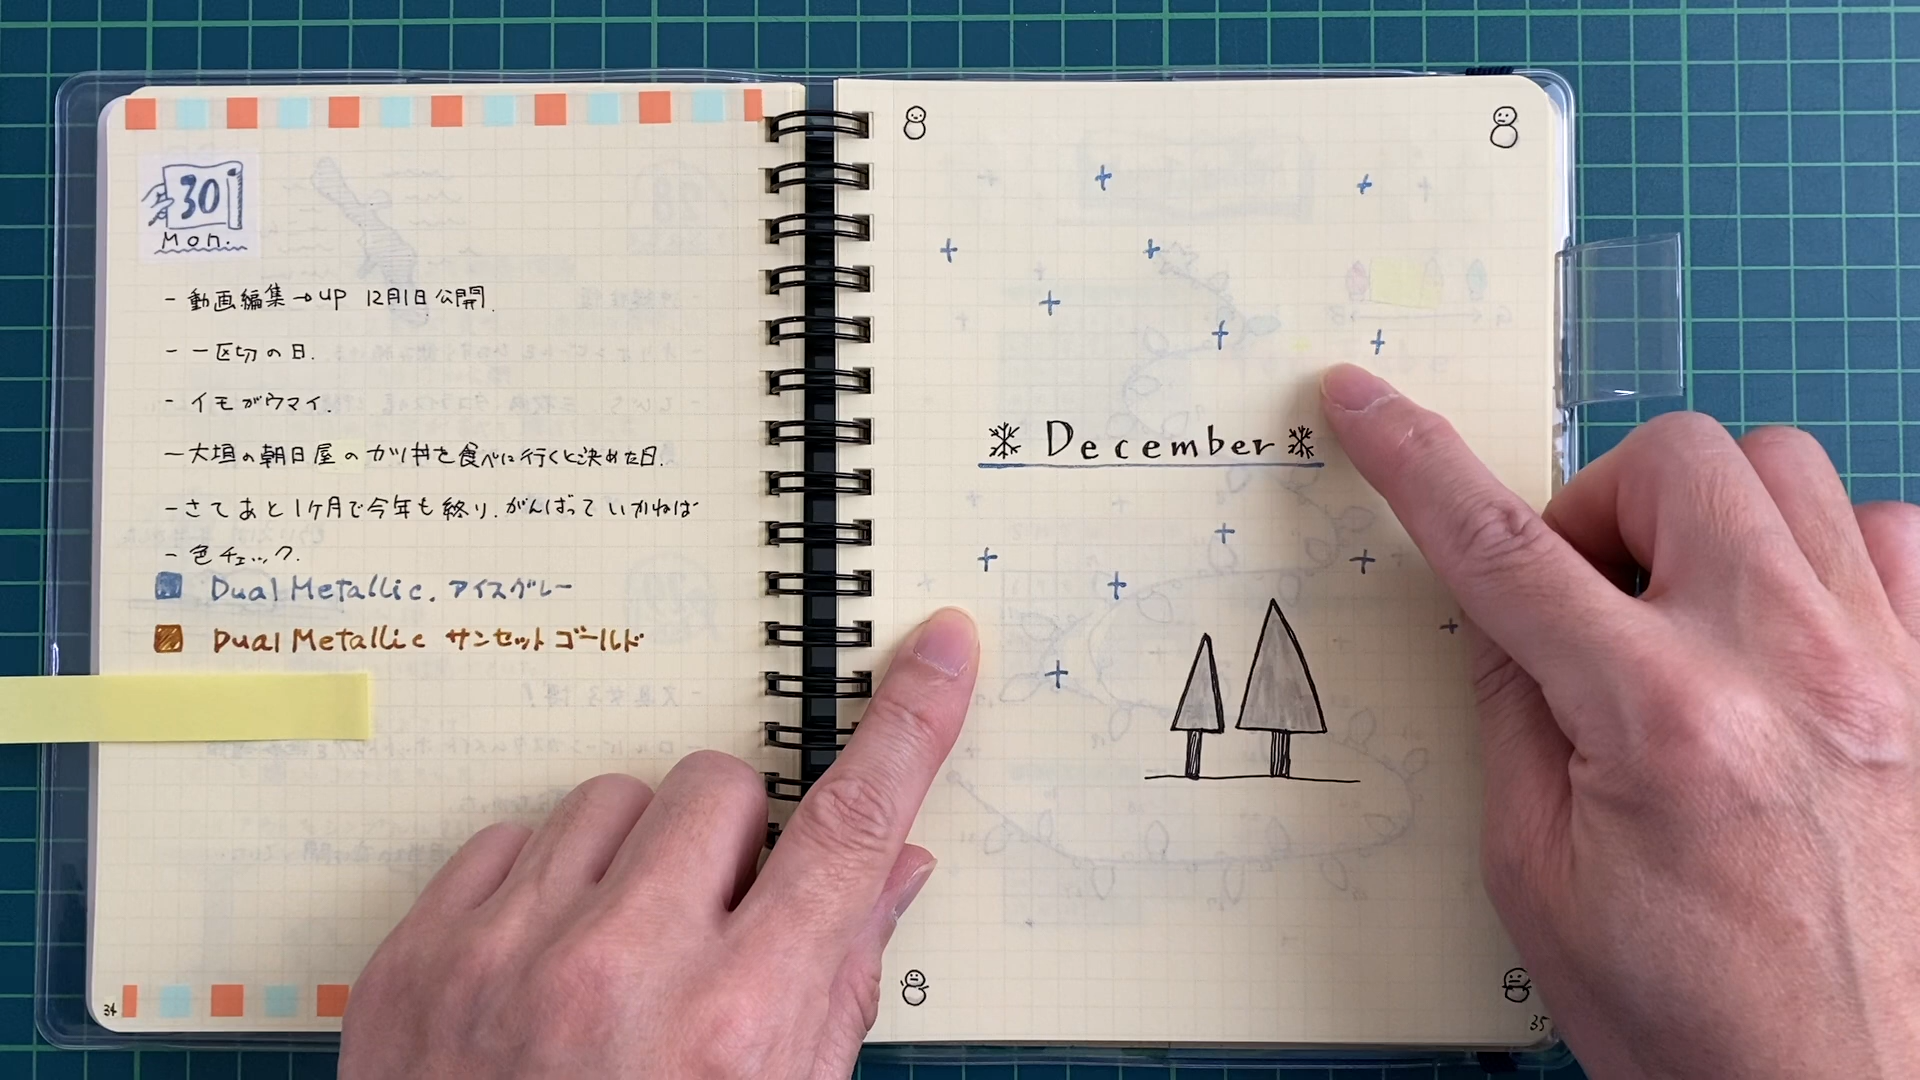 30
Mon.
- 動画編集→up 12月1日公開.
- 一区切の日.
- イモがウマイ.
- 大垣の朝日屋のカツ丼を食べに行くと決めた日.
- さてあと1ヶ月で今年も終り.がんばっていかねば
- 色チェック.
Dual Metallic. アイスグレー
Dual Metallic サンセットゴールド
34
December
35